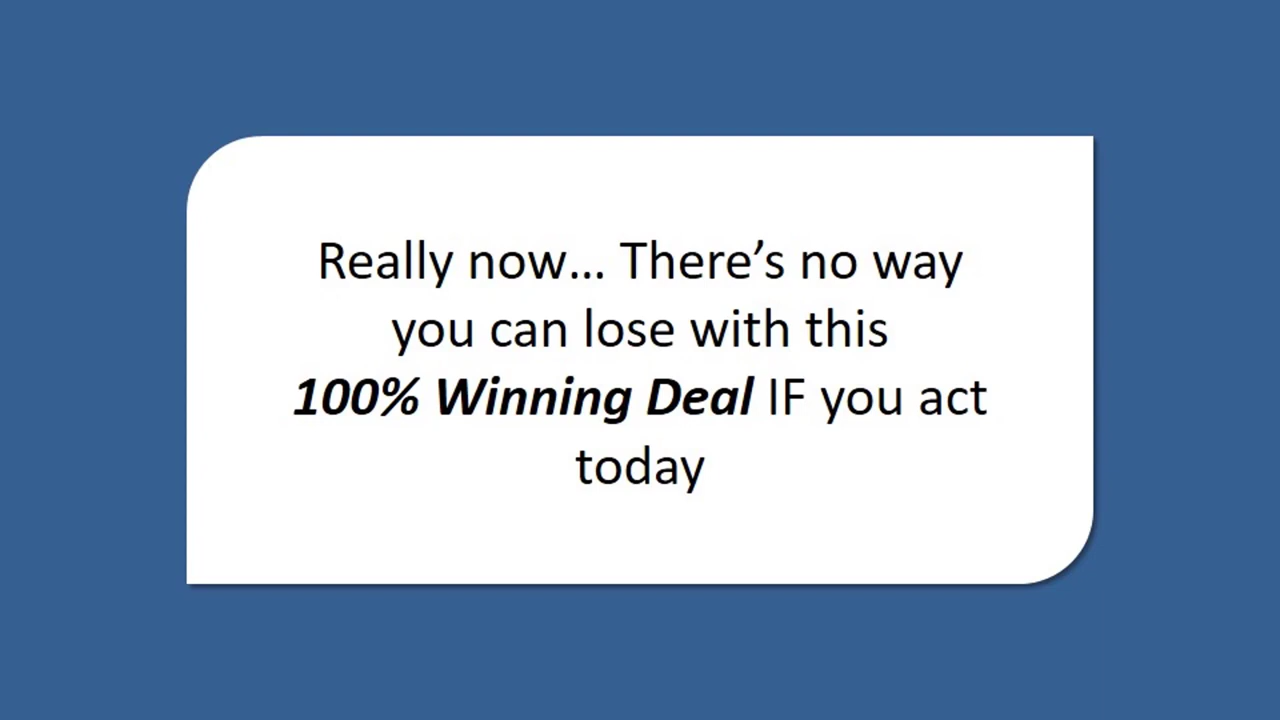 Really now... There’s no way
you can lose with this
100% Winning Deal IF you act
today